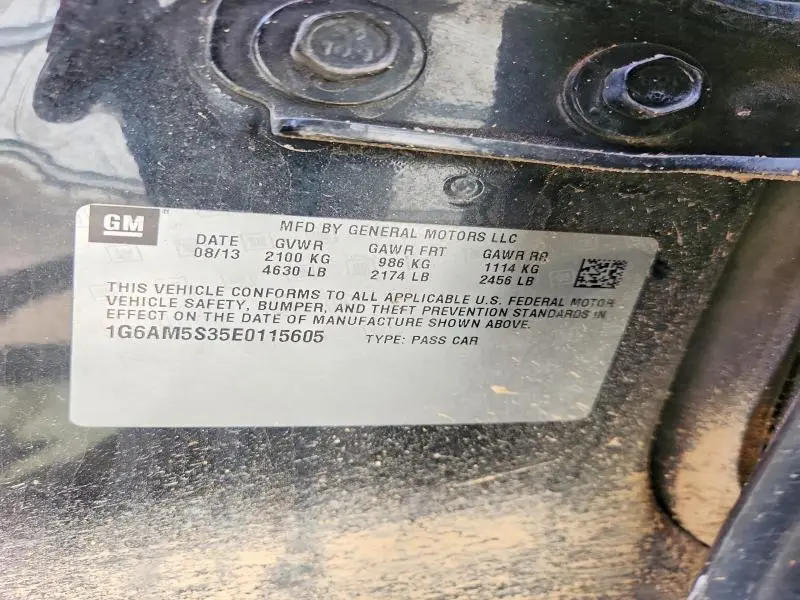 GM
MFD BY GENERAL MOTORS LLC
DATE GVWR GAWR FRT GAWR RR
08/13 2100 KG 986 KG 1114 KG
4630 LB 2174 LB 2456 LB
THIS VEHICLE CONFORMS TO ALL APPLICABLE U.S. FEDERAL MOTOR
VEHICLE SAFETY, BUMPER, AND THEFT PREVENTION STANDARDS IN
EFFECT ON THE DATE OF MANUFACTURE SHOWN ABOVE.
1G6AM5S35E0115605 TYPE: PASS CAR